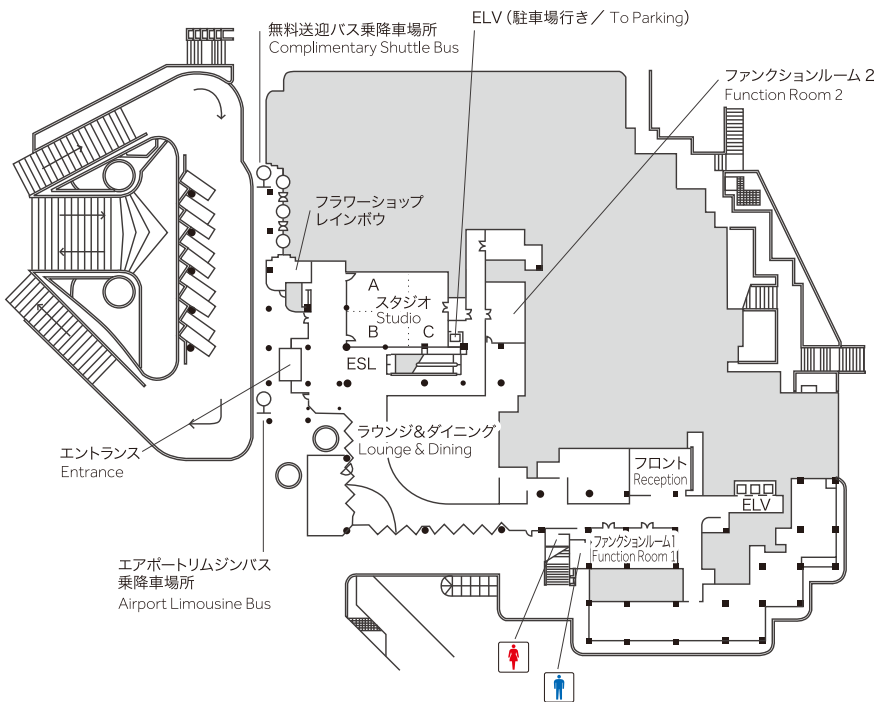 無料送迎バス乗降車場所
Complimentary Shuttle Bus
ELV（駐車場行き／ To Parking）
ファンクションルーム 2
Function Room 2
フラワーショップ
レインボウ
A
スタジオ
Studio
B
C
ESL
エントランス
Entrance
ラウンジ&ダイニング
Lounge & Dining
フロント
Reception
ELV
ファンクションルーム1
Function Room 1
エアポートリムジンバス
乗降車場所
Airport Limousine Bus